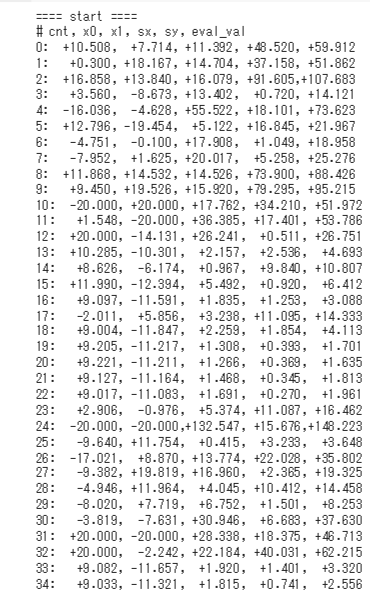 ==== start ====
# cnt, x0, x1, sx, sy, eval_val
0: +10.508, +7.714, +11.392, +48.520, +59.912
1: +0.300, +18.167, +14.704, +37.158, +51.862
2: +16.858, +13.840, +16.079, +91.605,+107.683
3: +3.560, -8.673, +13.402, +0.720, +14.121
4: -16.036, -4.628, +55.522, +18.101, +73.623
5: +12.796, -19.454, +5.122, +16.845, +21.967
6: -4.751, -0.100, +17.908, +1.049, +18.958
7: -7.952, +1.625, +20.017, +5.258, +25.276
8: +11.868, +14.532, +14.526, +73.900, +88.426
9: +9.450, +19.526, +15.920, +79.295, +95.215
10: -20.000, +20.000, +17.762, +34.210, +51.972
11: +1.548, -20.000, +36.385, +17.401, +53.786
12: +20.000, -14.131, +26.241, +0.511, +26.751
13: +10.285, -10.301, +2.157, +2.536, +4.693
14: +8.626, -6.174, +0.967, +9.840, +10.807
15: +11.990, -12.394, +5.492, +0.920, +6.412
16: +9.097, -11.591, +1.835, +1.253, +3.088
17: -2.011, +5.856, +3.238, +11.095, +14.333
18: +9.004, -11.847, +2.259, +1.854, +4.113
19: +9.205, -11.217, +1.308, +0.393, +1.701
20: +9.221, -11.211, +1.266, +0.369, +1.635
21: +9.127, -11.164, +1.468, +0.345, +1.813
22: +9.017, -11.083, +1.691, +0.270, +1.961
23: +2.906, -0.976, +5.374, +11.087, +16.462
24: -20.000, -20.000,+132.547, +15.676,+148.223
25: -9.640, +11.754, +0.415, +3.233, +3.648
26: -17.021, +8.870, +13.774, +22.028, +35.802
27: -9.382, +19.819, +16.960, +2.365, +19.325
28: -4.946, +11.964, +4.045, +10.412, +14.458
29: -8.020, +7.719, +6.752, +1.501, +8.253
30: -3.819, -7.631, +30.946, +6.683, +37.630
31: +20.000, -20.000, +28.338, +18.375, +46.713
32: +20.000, -2.242, +22.184, +40.031, +62.215
33: +9.082, -11.657, +1.920, +1.401, +3.320
34: +9.033, -11.321, +1.815, +0.741, +2.556